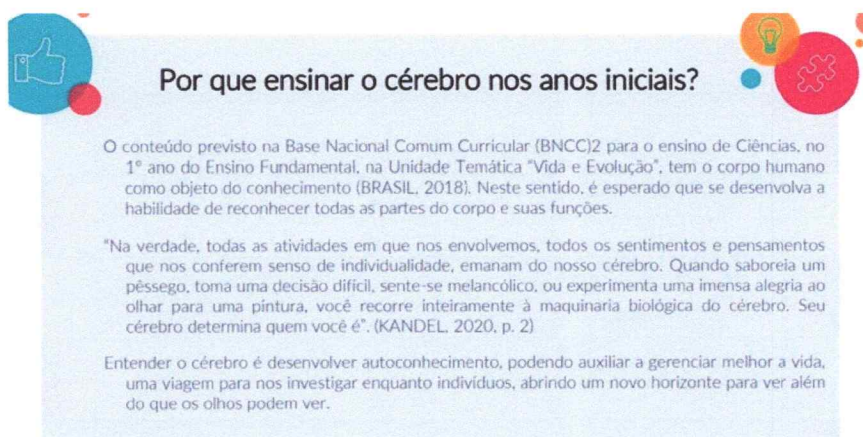 Por que ensinar o cérebro nos anos iniciais?
O conteúdo previsto na Base Nacional Comum Curricular (BNCC)2 para o ensino de Ciências, no
1º ano do Ensino Fundamental, na Unidade Temática "Vida e Evolução", tem o corpo humano
como objeto do conhecimento (BRASIL, 2018). Neste sentido, é esperado que se desenvolva a
habilidade de reconhecer todas as partes do corpo e suas funções.
"Na verdade, todas as atividades em que nos envolvemos, todos os sentimentos e pensamentos
que nos conferem senso de individualidade, emanam do nosso cérebro. Quando saboreia um
pêssego, toma uma decisão difícil, sente-se melancólico, ou experimenta uma imensa alegria ao
olhar para uma pintura, você recorre inteiramente à maquinaria biológica do cérebro. Seu
cérebro determina quem você é". (KANDEL, 2020, p. 2)
Entender o cérebro é desenvolver autoconhecimento, podendo auxiliar a gerenciar melhor a vida,
uma viagem para nos investigar enquanto indivíduos, abrindo um novo horizonte para ver além
do que os olhos podem ver.